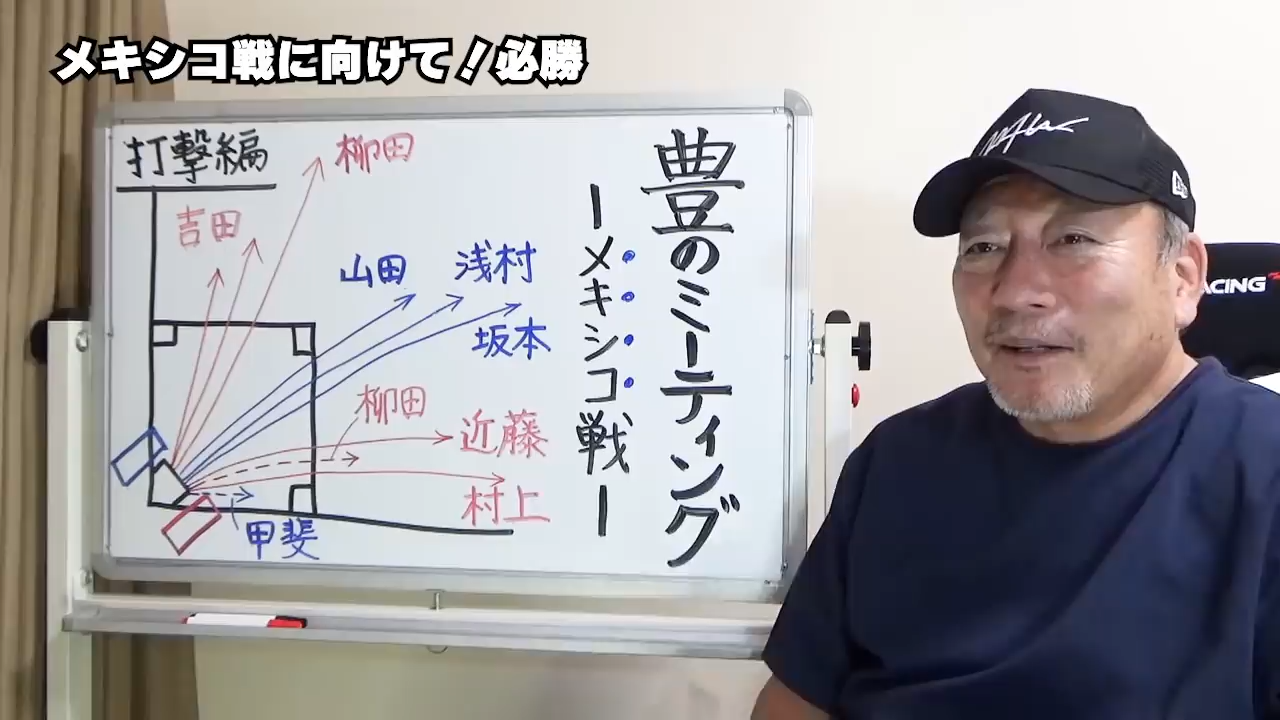 メキシコ戦に向けて！必勝
豊のミーティング
ーメキシコ戦ー
打撃編
柳田
吉田
山田
浅村
坂本
柳田
近藤
村上
甲斐
ACING